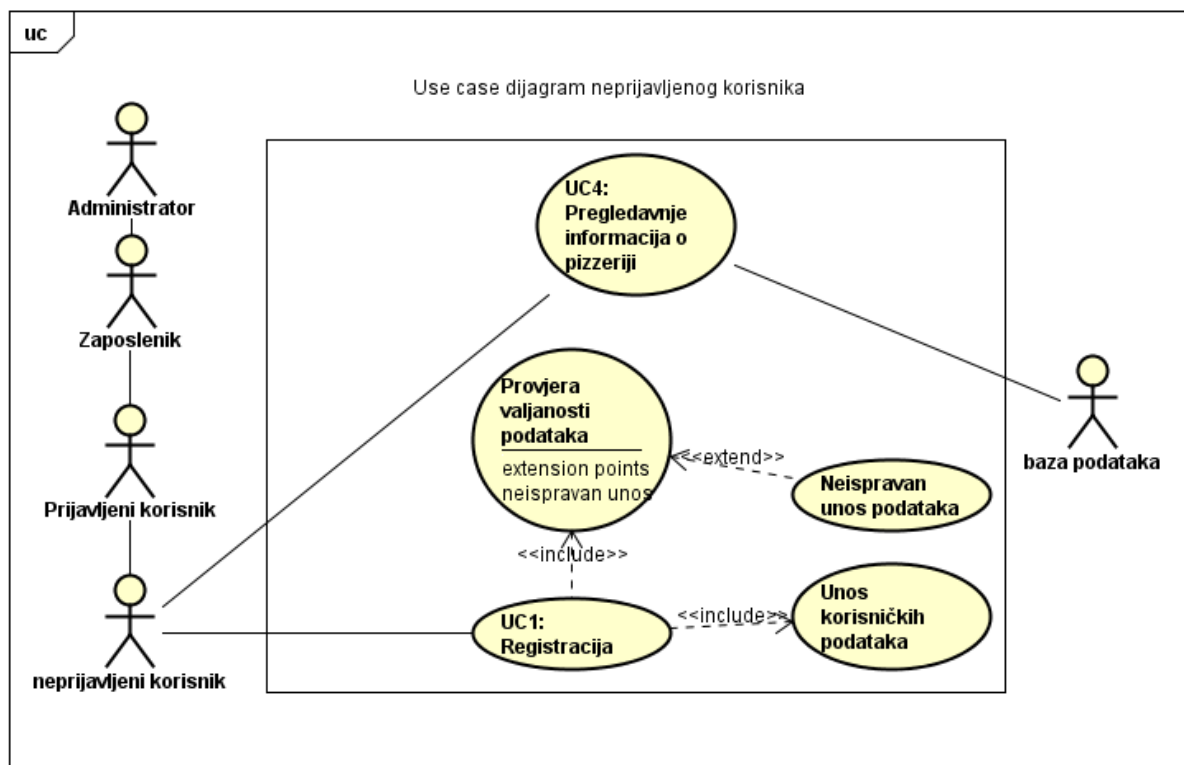 uc
Use case dijagram neprijavljenog korisnika
Administrator
Zaposlenik
Prijavljeni korisnik
neprijavljeni korisnik
UC4:
Pregledavnje
informacija o
pizzeriji
Provjera
valjanosti
podataka
extension points
neispravan unos
<<extend>>
Neispravan
unos podataka
<<include>>
UC1:
Registracija
<<include>>
Unos
korisničkih
podataka
baza podataka